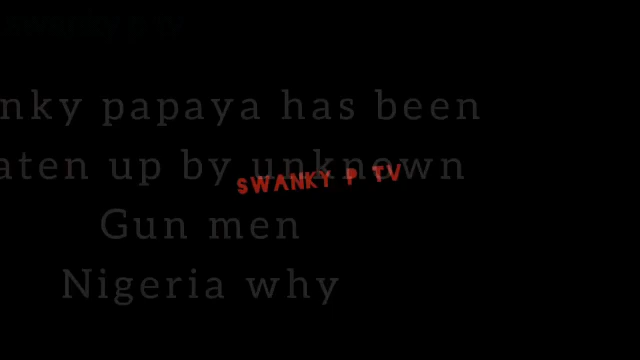 nky papaya has been
aten up by unknown
SWANKY P TV
Gun men
Nigeria why